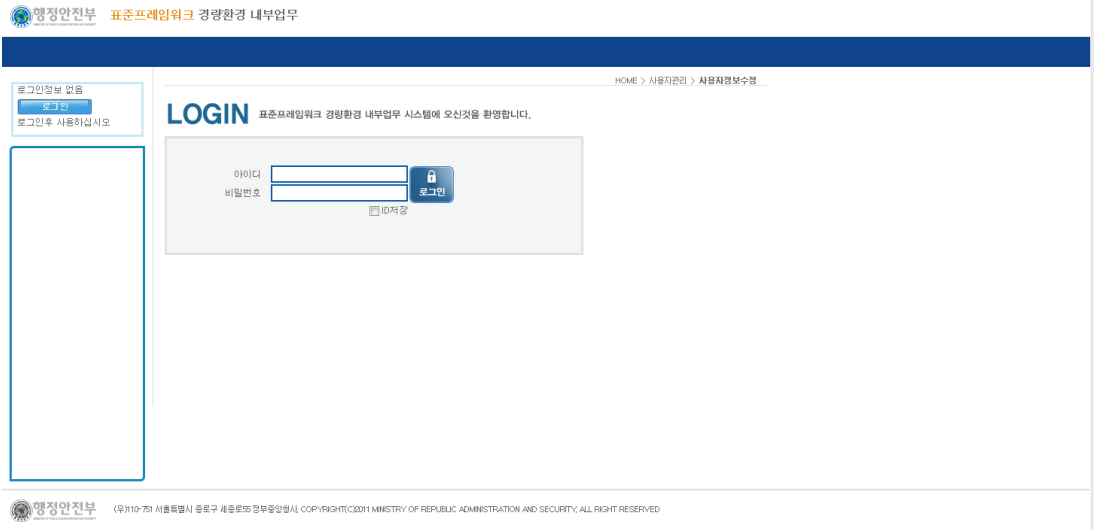 행정안전부 표준프레임워크 경량환경 내부업무
HOME > 사용자관리 > 사용자정보수정
로그인정보 없음
로그인
로그인후 사용하십시오
LOGIN 표준프레임워크 경량환경 내부업무 시스템에 오신것을 환영합니다.
아이디
비밀번호
로그인
ID저장
행정안전부 (우)110-751 서울특별시 종로구 세종로55 정부중앙청사, COPYRIGHT(C)2011 MINISTRY OF REPUBLIC ADMINISTRATION AND SECURITY, ALL RIGHT RESERVED